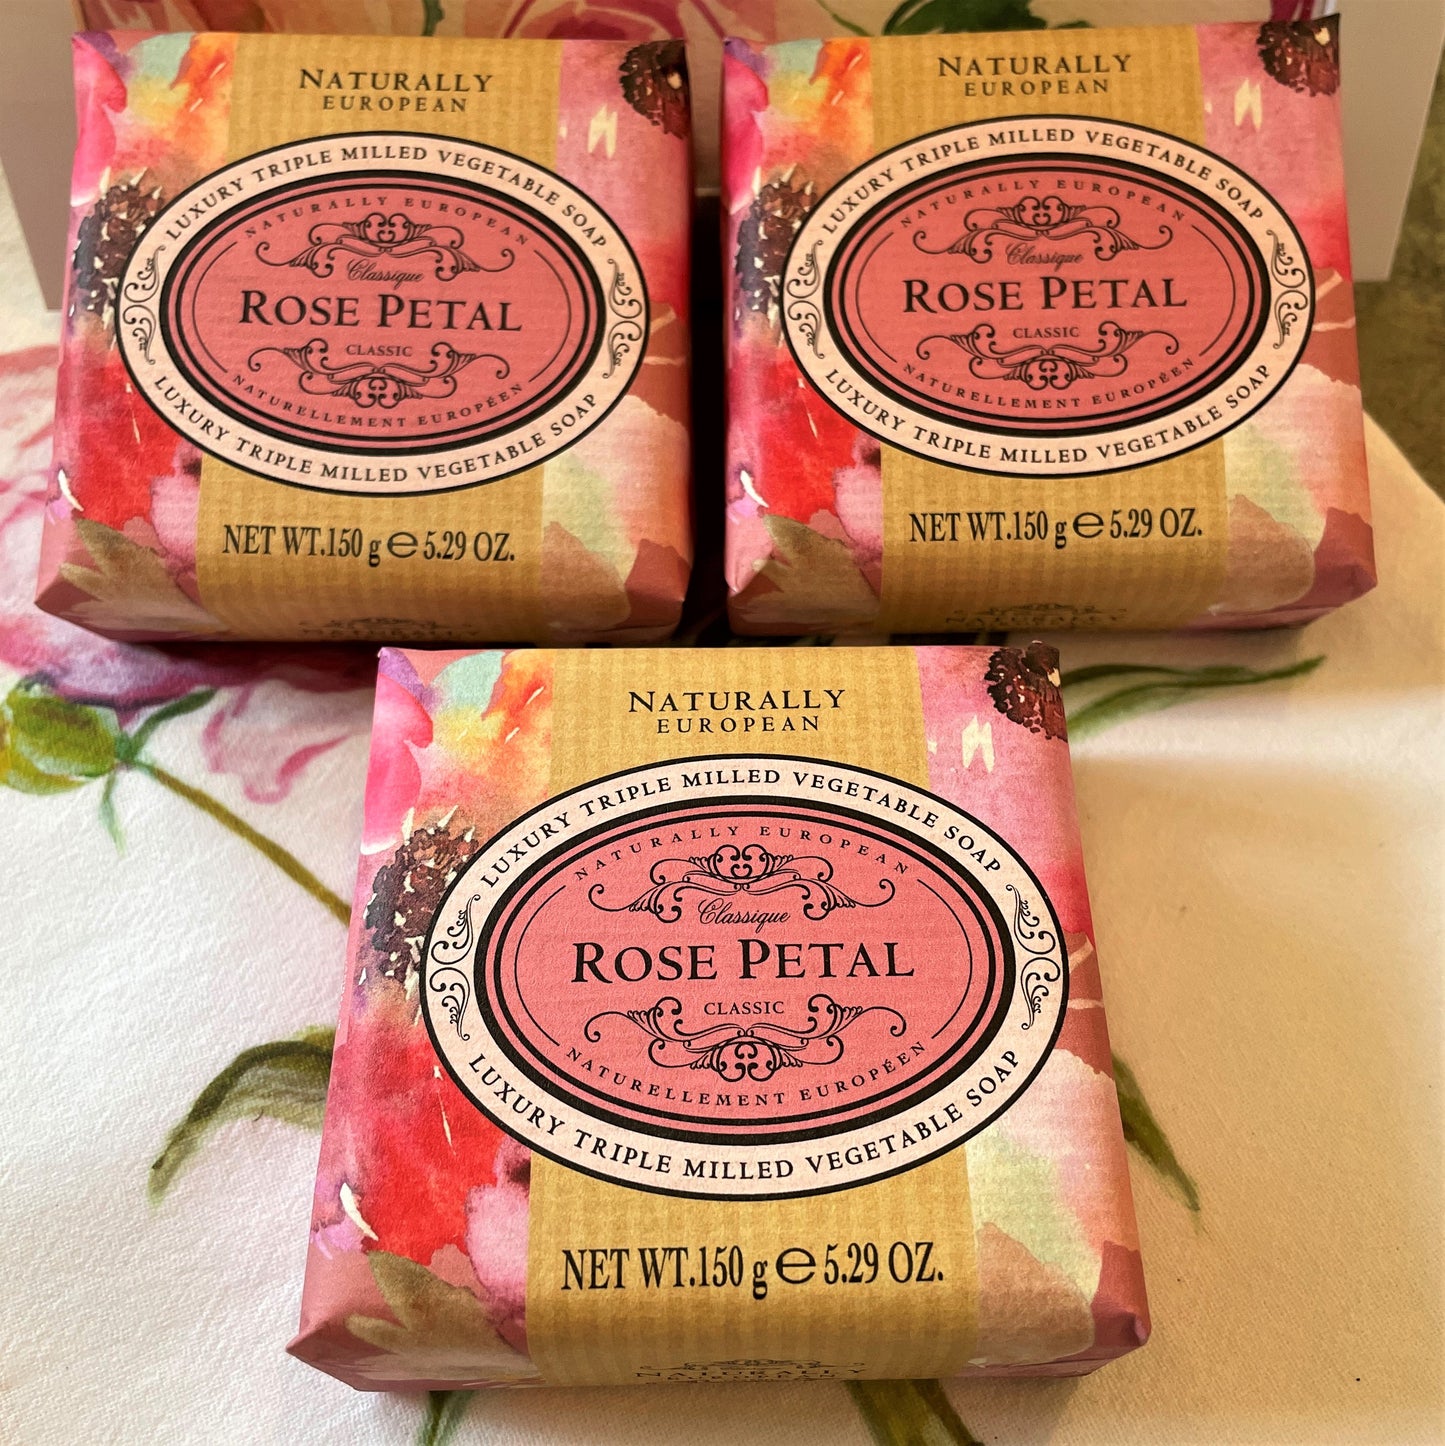 NATURALLY
EUROPEAN
LUXURY TRIPLE MILLED VEGETABLE SOAP
NATURALLY EUROPEAN
Classique
ROSE PETAL
CLASSIC
NATURELLEMENT EUROPÉEN
LUXURY TRIPLE MILLED VEGETABLE SOAP
NET WT.150 g e 5.29 OZ.
NATURALLY
NATURALLY
EUROPEAN
LUXURY TRIPLE MILLED VEGETABLE SOAP
NATURALLY EUROPEAN
Classique
ROSE PETAL
CLASSIC
NATURELLEMENT EUROPÉEN
LUXURY TRIPLE MILLED VEGETABLE SOAP
NET WT.150 g e 5.29 OZ.
NATURALLY
NATURALLY
EUROPEAN
LUXURY TRIPLE MILLED VEGETABLE SOAP
NATURALLY EUROPEAN
Classique
ROSE PETAL
CLASSIC
NATURELLEMENT EUROPÉEN
LUXURY TRIPLE MILLED VEGETABLE SOAP
NET WT.150 g e 5.29 OZ.
NATURALLY
EUROPEAN